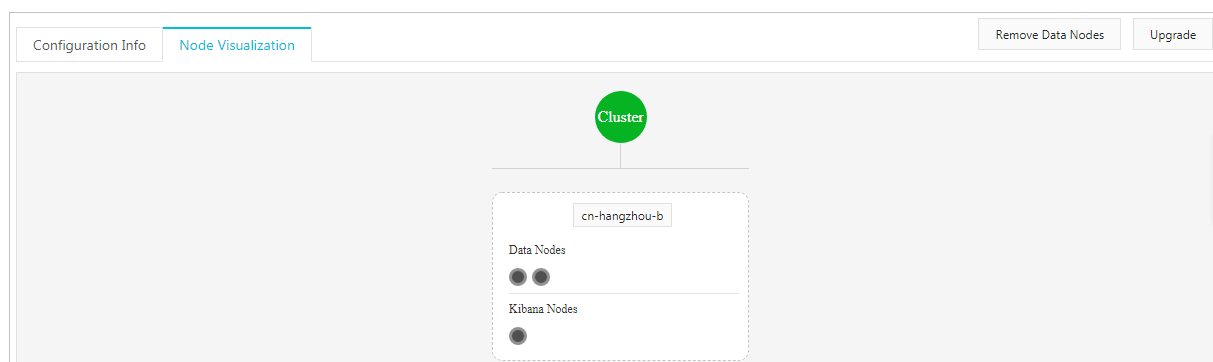 Configuration Info
Node Visualization
Remove Data Nodes
Upgrade
Cluster
cn-hangzhou-b
Data Nodes
Kibana Nodes